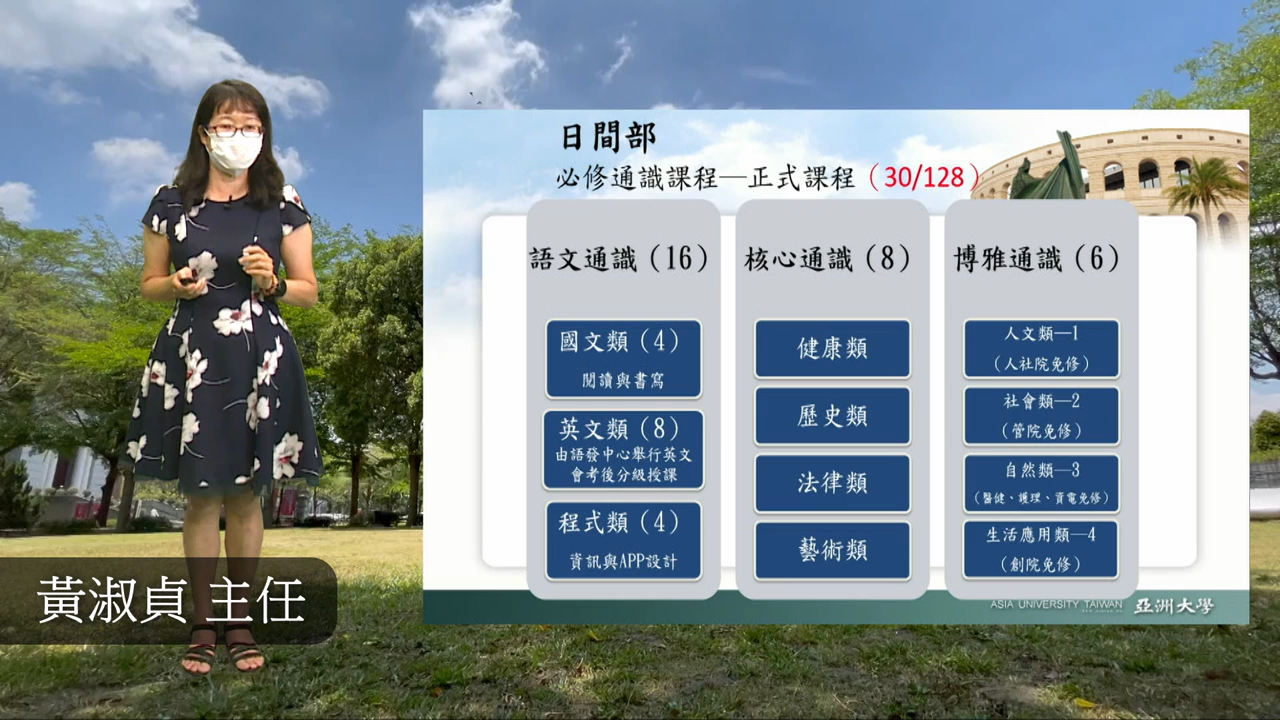 日間部
必修通識課程—正式課程（30/128）
語文通識（16）
國文類（4）
閱讀與書寫
英文類（8）
由語發中心舉行英文
會考後分級授課
程式類（4）
資訊與APP設計
核心通識（8）
健康類
歷史類
法律類
藝術類
博雅通識（6）
人文類—1
（人社院免修）
社會類—2
（管院免修）
自然類—3
（醫健、護理、資電免修）
生活應用類—4
（創院免修）
ASIA UNIVERSITY TAIWAN 亞洲大學
黃淑貞 主任